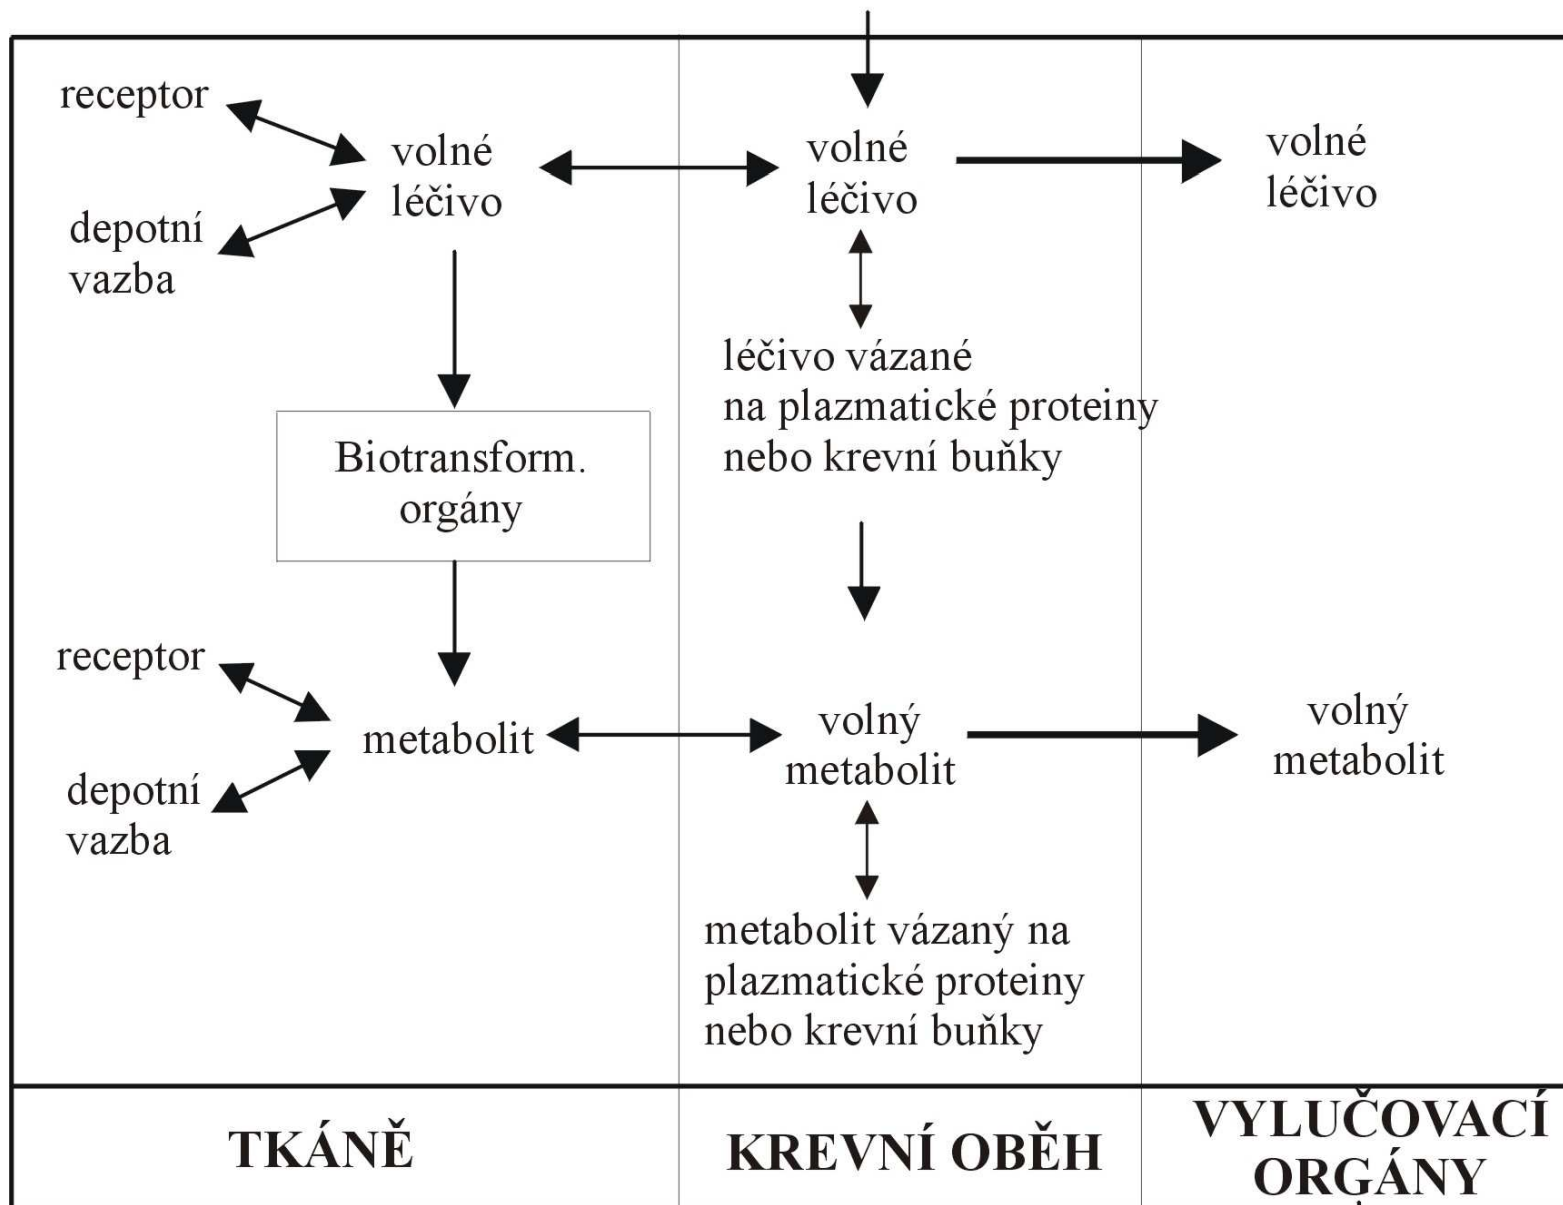 receptor
volné
léčivo
depotní
vazba
Biotransform.
orgány
receptor
metabolit
depotní
vazba
volné
léčivo
léčivo vázané
na plazmatické proteiny
nebo krevní buňky
volný
metabolit
metabolit vázaný na
plazmatické proteiny
nebo krevní buňky
volné
léčivo
volný
metabolit
TKÁNĚ
KREVNÍ OBĚH
VYLUČOVACÍ
ORGÁNY